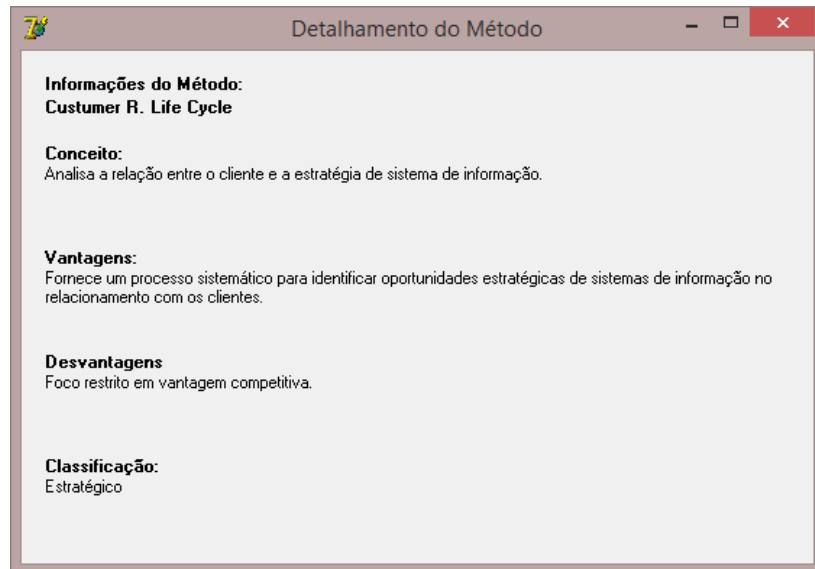 Detalhamento do Método
Informações do Método:
Custumer R. Life Cycle
Conceito:
Analisa a relação entre o cliente e a estratégia de sistema de informação.
Vantagens:
Fornece um processo sistemático para identificar oportunidades estratégicas de sistemas de informação no
relacionamento com os clientes.
Desvantagens
Foco restrito em vantagem competitiva.
Classificação:
Estratégico